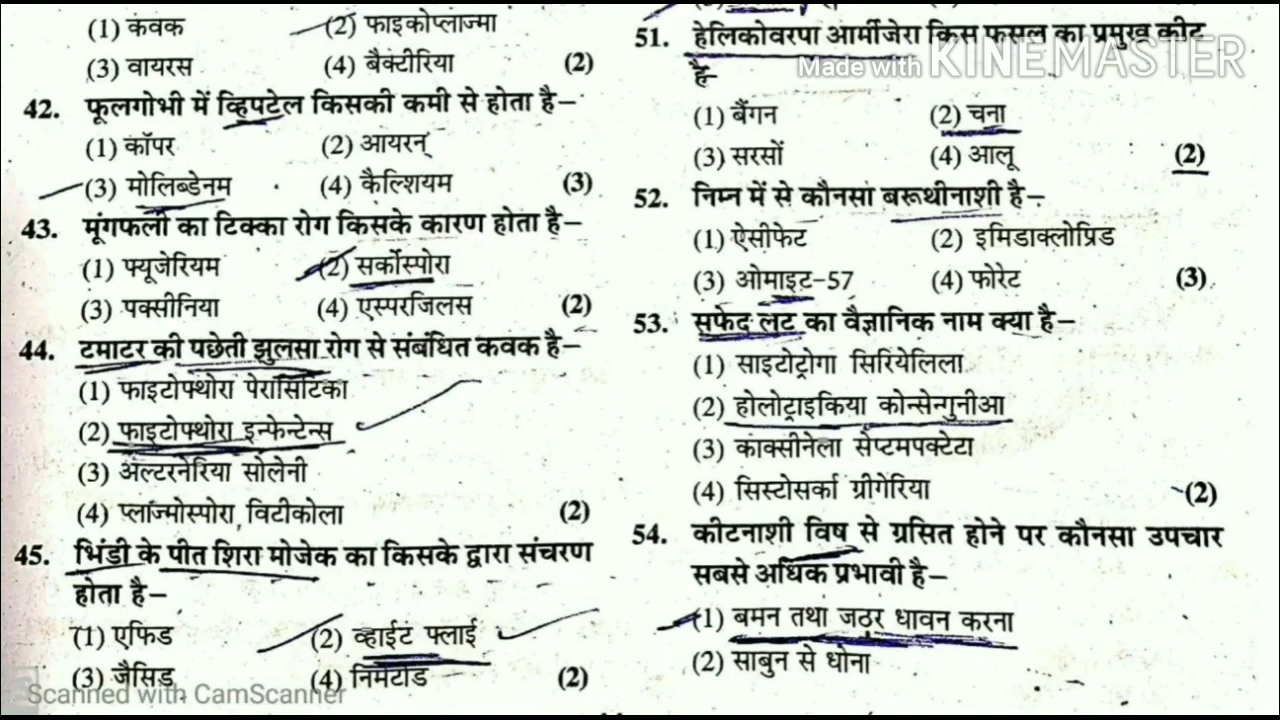 (1) कवक (2) फाइकोप्लाज्मा
(3) वायरस (4) बैक्टीरिया (2)
42. फूलगोभी में व्हिपटेल किसकी कमी से होता है–
(1) कॉपर (2) आयरन्
(3) मोलिब्डेनम (4) कैल्शियम (3)
43. मूंगफली का टिक्का रोग किसके कारण होता है–
(1) फ्यूजेरियम (2) सर्कोस्पोरा
(3) पक्सीनिया (4) एस्परजिलस (2)
44. टमाटर की पछेती झुलसा रोग से संबंधित कवक है–
(1) फाइटोफ्थोरा पेरासिटिका
(2) फाइटोफ्थोरा इन्फेन्टेन्स
(3) अल्टरनेरिया सोलेनी
(4) प्लाज्मोस्पोरा विटीकोला (2)
45. भिंडी के पीत शिरा मोजेक का किसके द्वारा संचरण
होता है–
(1) एफिड (2) व्हाईट फ्लाई
(3) जैसिड (4) निमेटोड (2)
Scanned with CamScanner
51. हेलिकोवरपा आर्मीजेरा किस फसल का प्रमुख कीट
है–
Made with KINEMASTER
(1) बैंगन (2) चना
(3) सरसों (4) आलू (2)
52. निम्न में से कौनसा बरूथीनाशी है–
(1) ऐसीफेट (2) इमिडाक्लोप्रिड
(3) ओमाइट-57 (4) फोरेट (3)
53. सफेद लट का वैज्ञानिक नाम क्या है–
(1) साइटोट्रोगा सिरियेलिला
(2) होलोट्राइकिया कोन्सेन्गुनीआ
(3) काक्सीनेला सेप्टमपक्टेटा
(4) सिस्टोसर्का ग्रीगेरिया (2)
54. कीटनाशी विष से ग्रसित होने पर कौनसा उपचार
सबसे अधिक प्रभावी है–
(1) बमन तथा जठर धावन करना
(2) साबुन से धोना